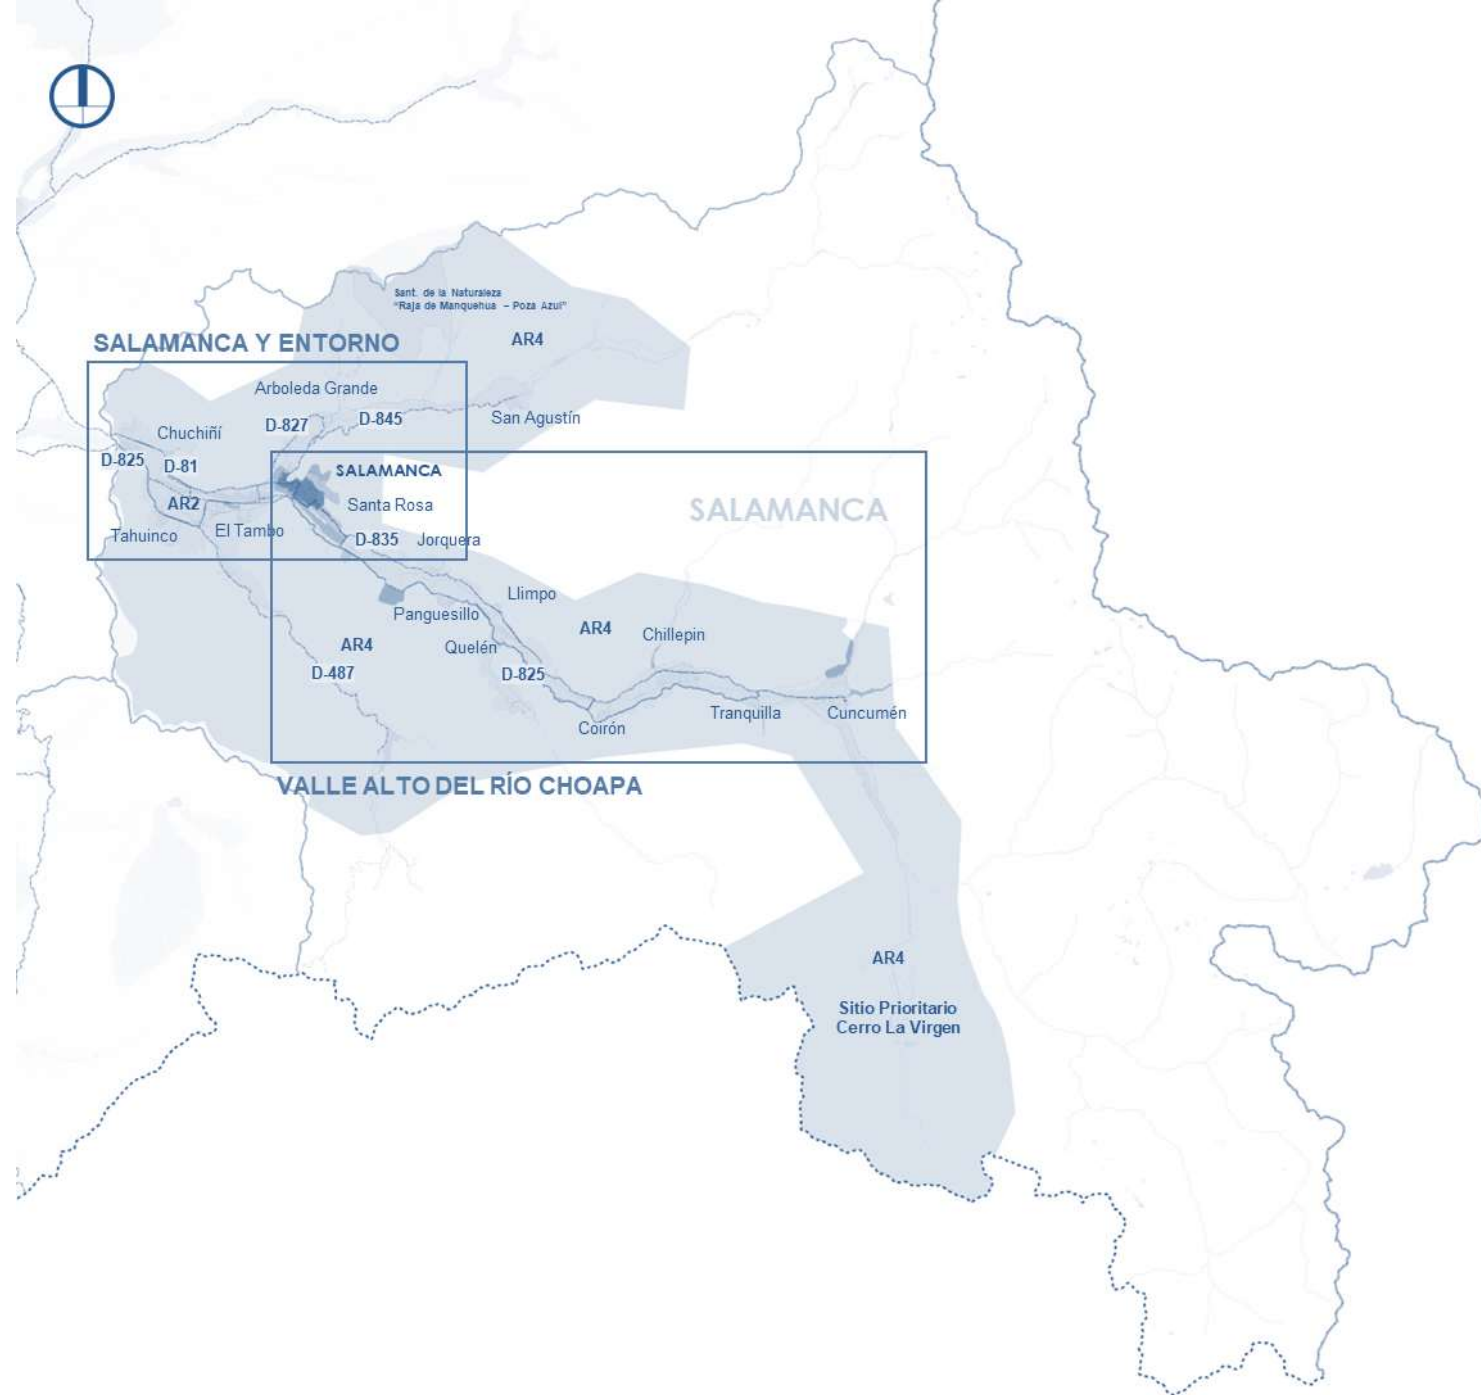 Sant. de la Naturaleza
"Raja de Manquehua – Poza Azul"
AR4
SALAMANCA Y ENTORNO
Arboleda Grande
D-827
D-845
San Agustín
Chuchiñí
D-825
D-81
SALAMANCA
AR2
Santa Rosa
SALAMANCA
Tahuinco
El Tambo
D-835
Jorquera
Llimpo
Panguesillo
AR4
Chillepin
AR4
Quelén
D-487
D-825
Coirón
Tranquilla
Cuncumén
VALLE ALTO DEL RÍO CHOAPA
AR4
Sitio Prioritario
Cerro La Virgen